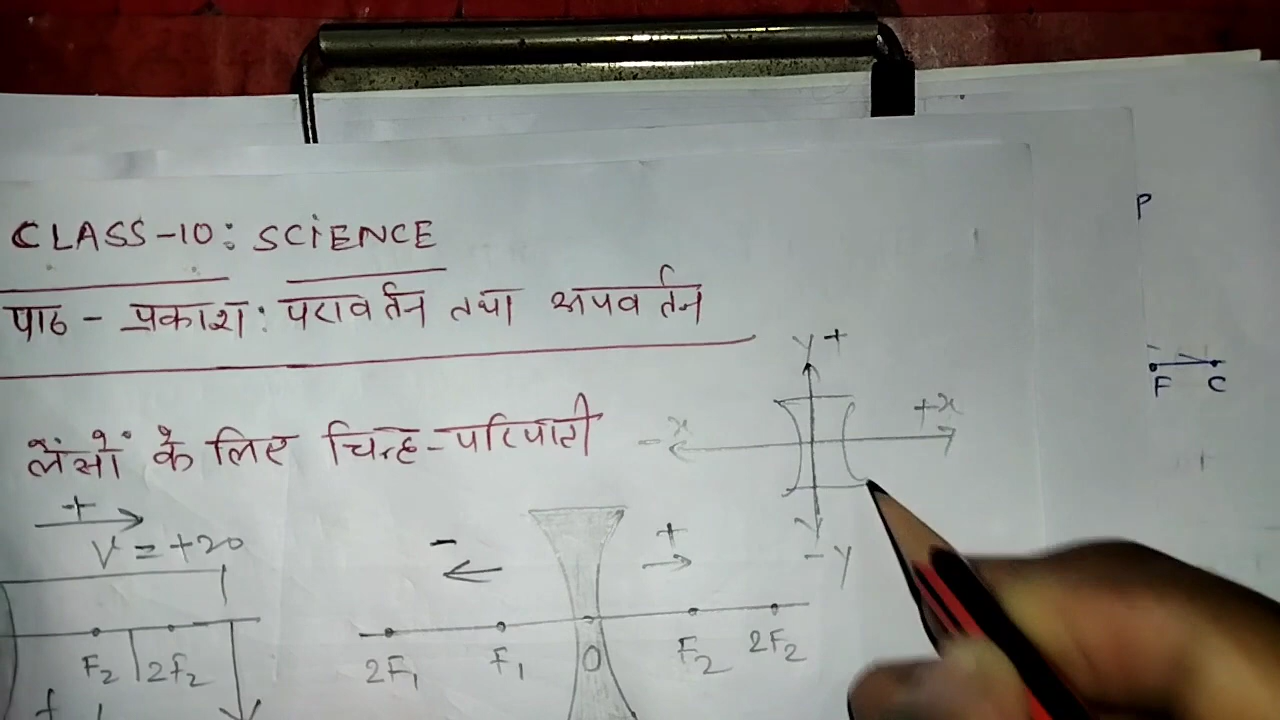 CLASS-10: SCIENCE
पाठ - प्रकाश: परावर्तन तथा अपवर्तन
लेंसों के लिए चिन्ह-परिपाटी
y+
-x
+x
-y
P
F C
+
V = +20
F₂ 2f₂
f
-
+
2F₁ F₁ O F₂ 2F₂